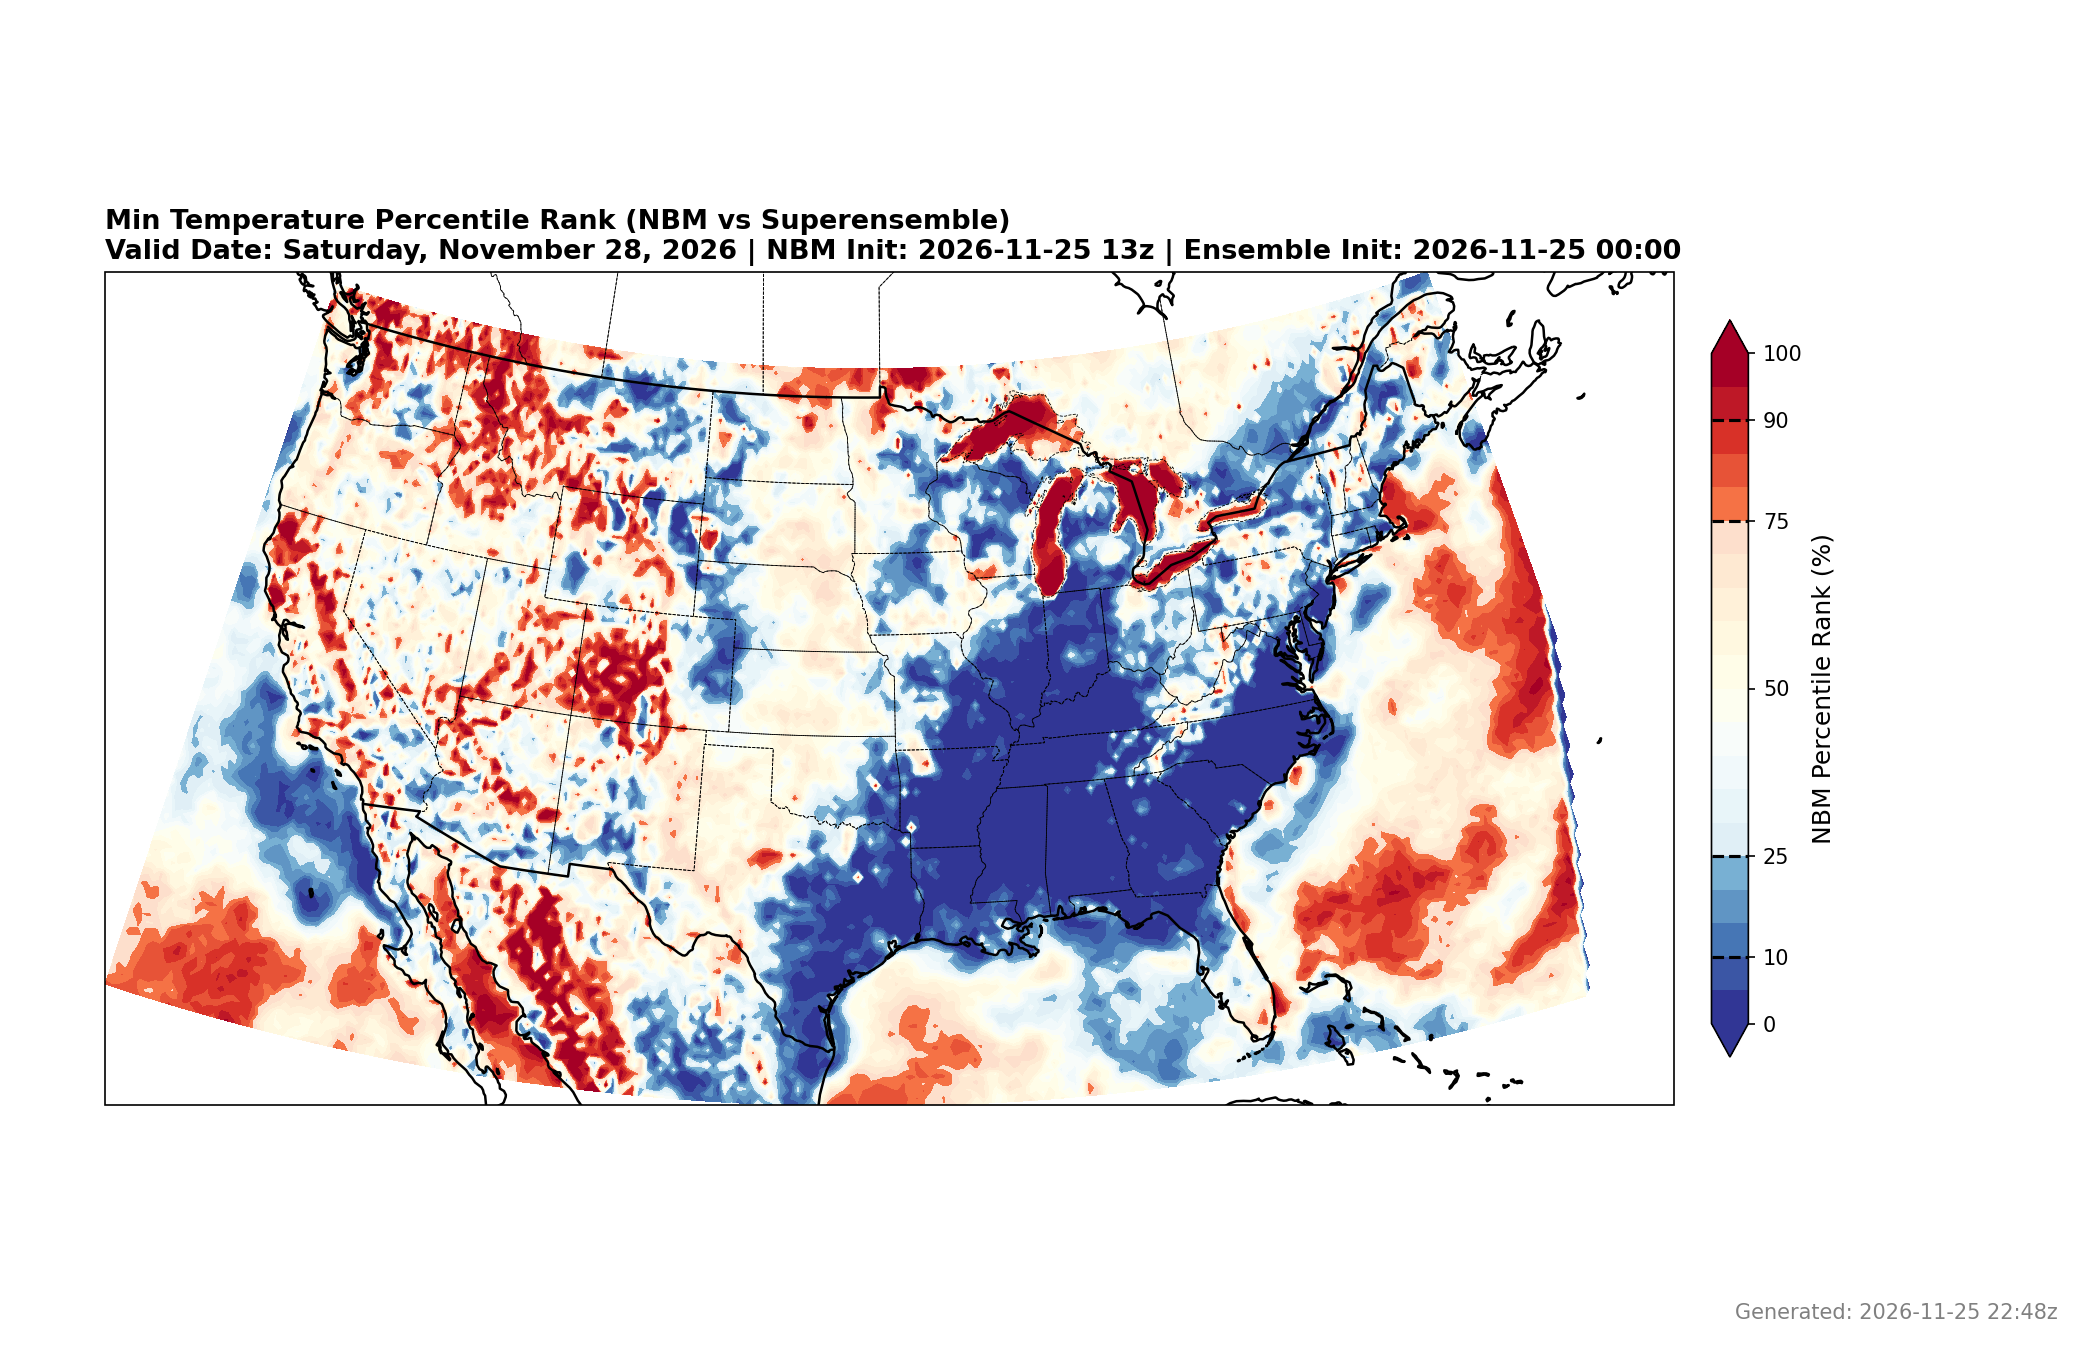 Min Temperature Percentile Rank (NBM vs Superensemble)
Valid Date: Saturday, November 28, 2026 | NBM Init: 2026-11-25 13z | Ensemble Init: 2026-11-25 00:00
100
90
75
50
25
10
0
NBM Percentile Rank (%)
Generated: 2026-11-25 22:48z